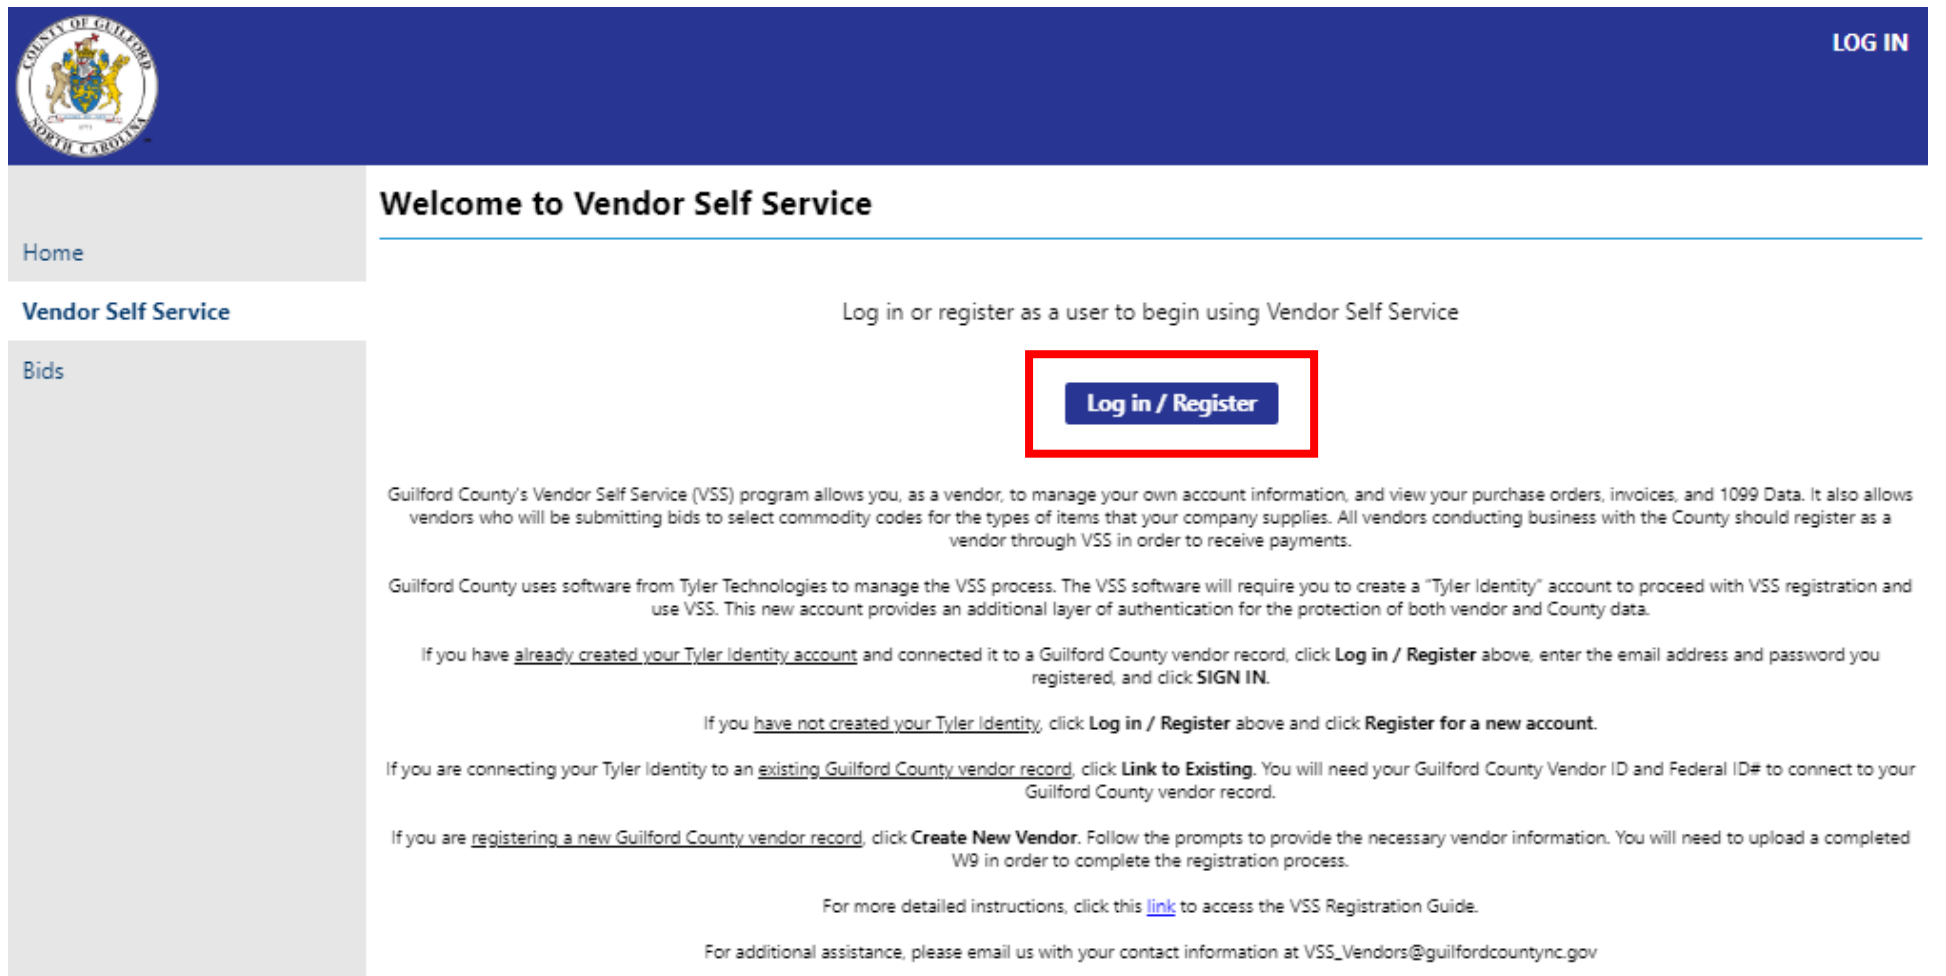 COUNTY OF GUILFORD
NORTH CAROLINA
1771
LOG IN
Welcome to Vendor Self Service
Home
Vendor Self Service
Bids
Log in or register as a user to begin using Vendor Self Service
Log in / Register
Guilford County's Vendor Self Service (VSS) program allows you, as a vendor, to manage your own account information, and view your purchase orders, invoices, and 1099 Data. It also allows
vendors who will be submitting bids to select commodity codes for the types of items that your company supplies. All vendors conducting business with the County should register as a
vendor through VSS in order to receive payments.
Guilford County uses software from Tyler Technologies to manage the VSS process. The VSS software will require you to create a "Tyler Identity" account to proceed with VSS registration and
use VSS. This new account provides an additional layer of authentication for the protection of both vendor and County data.
If you have already created your Tyler Identity account and connected it to a Guilford County vendor record, click Log in / Register above, enter the email address and password you
registered, and click SIGN IN.
If you have not created your Tyler Identity, click Log in / Register above and click Register for a new account.
If you are connecting your Tyler Identity to an existing Guilford County vendor record, click Link to Existing. You will need your Guilford County Vendor ID and Federal ID# to connect to your
Guilford County vendor record.
If you are registering a new Guilford County vendor record, click Create New Vendor. Follow the prompts to provide the necessary vendor information. You will need to upload a completed
W9 in order to complete the registration process.
For more detailed instructions, click this link to access the VSS Registration Guide.
For additional assistance, please email us with your contact information at VSS_Vendors@guilfordcountync.gov